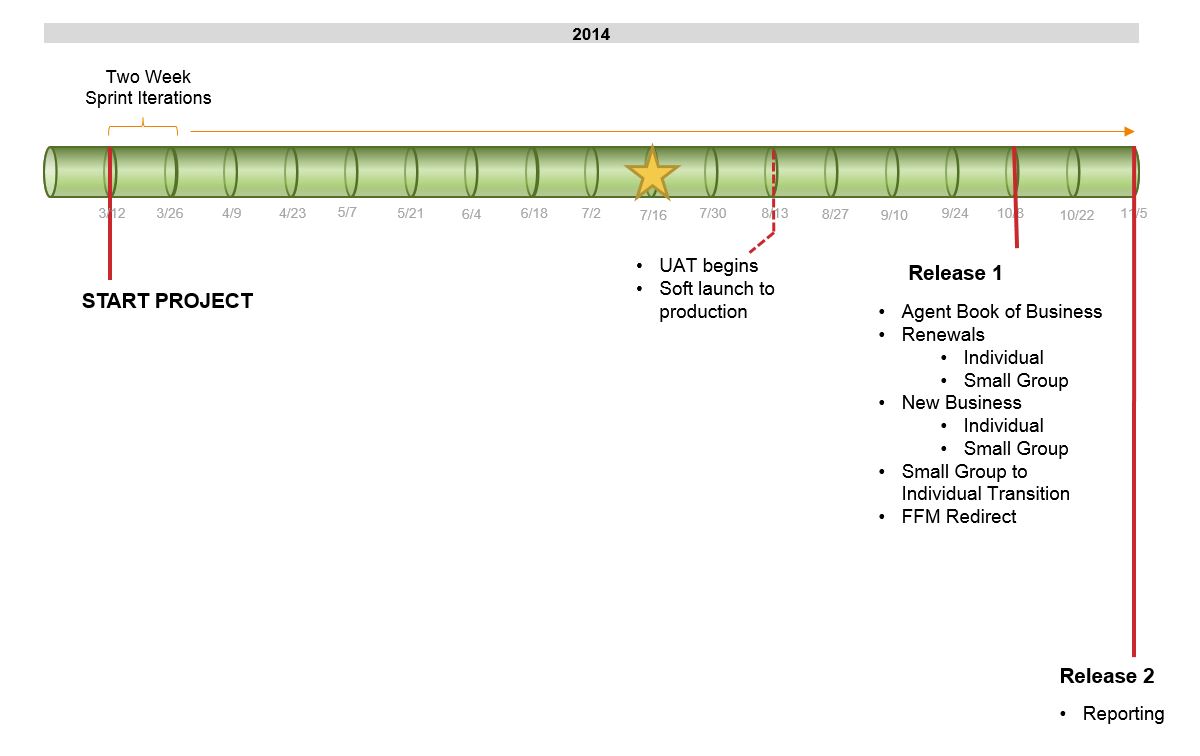 2014
Two Week
Sprint Iterations
3/12 3/26 4/9 4/23 5/7 5/21 6/4 6/18 7/2 7/16 7/30 8/13 8/27 9/10 9/24 10/8 10/22 11/5
START PROJECT
• UAT begins
• Soft launch to
production
Release 1
• Agent Book of Business
• Renewals
• Individual
• Small Group
• New Business
• Individual
• Small Group
• Small Group to
Individual Transition
• FFM Redirect
Release 2
• Reporting